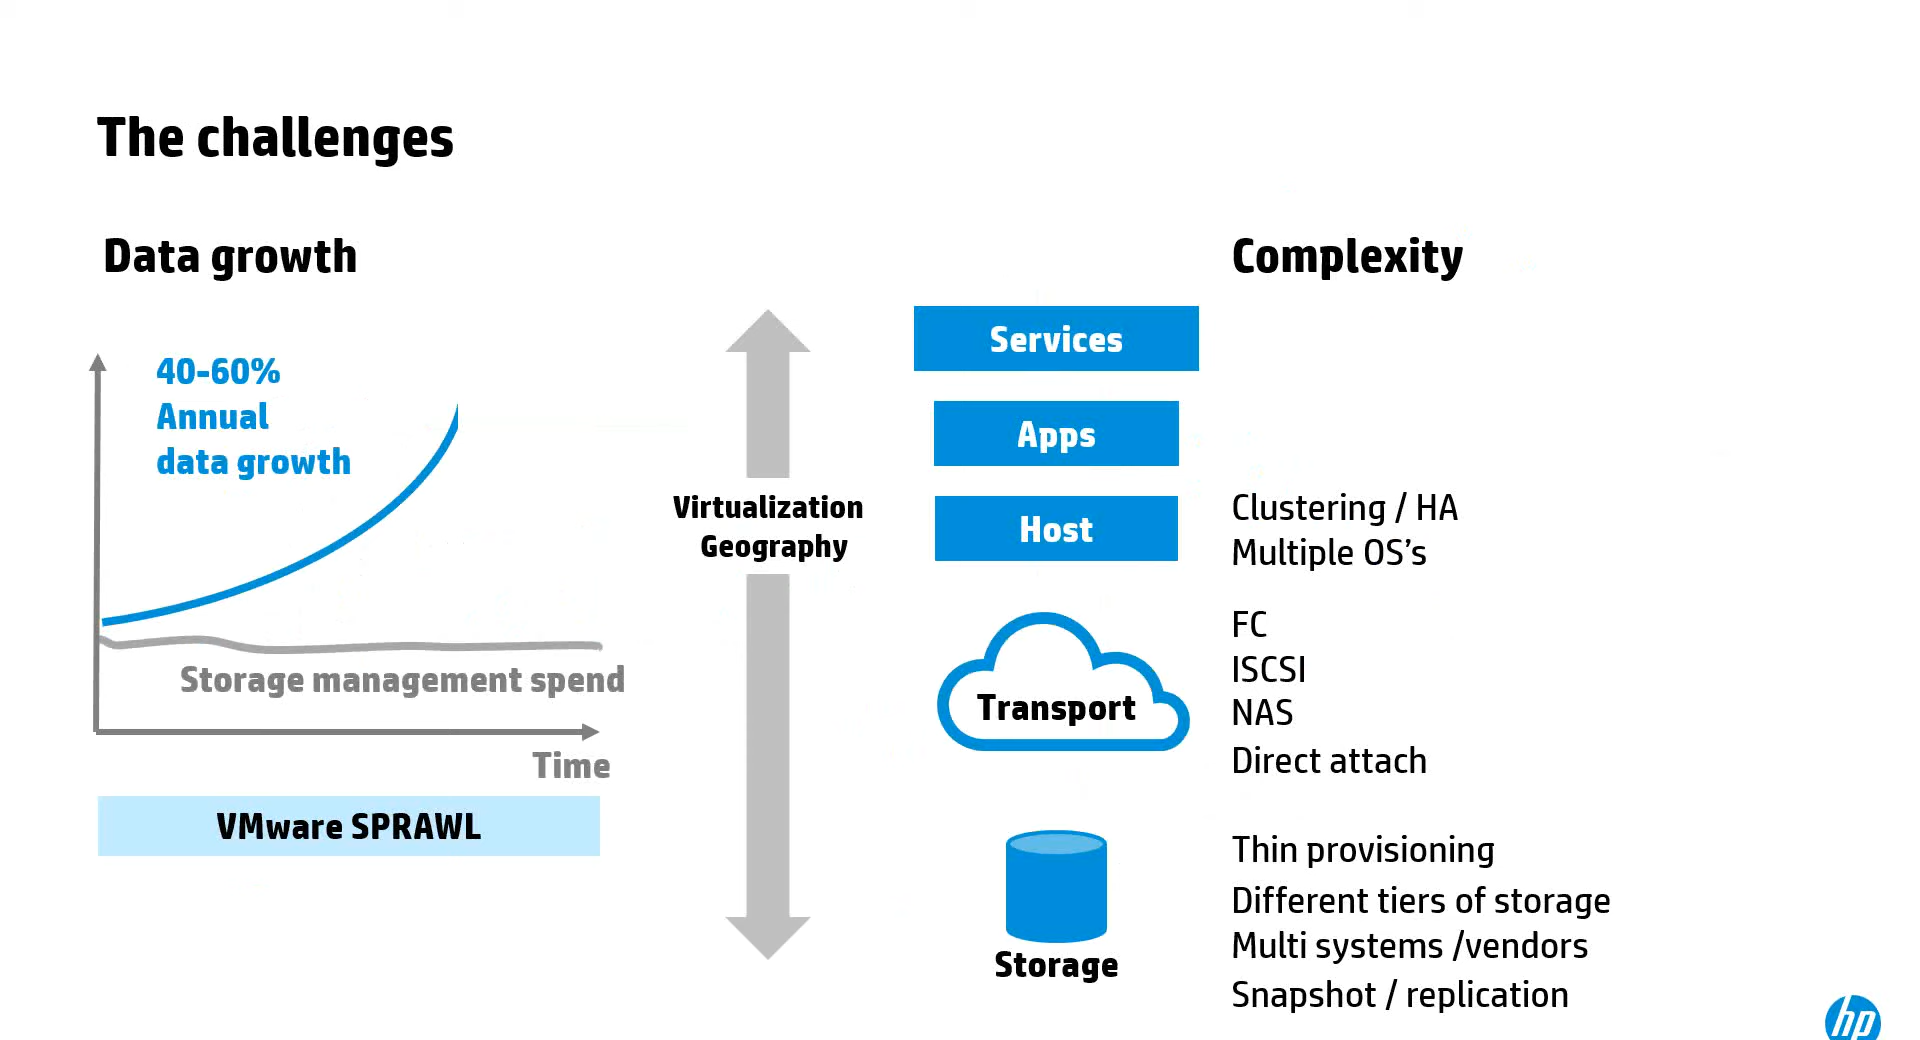 The challenges
Data growth
40-60%
Annual
data growth
Storage management spend
Time
VMware SPRAWL
Virtualization
Geography
Complexity
Services
Apps
Host
Clustering / HA
Multiple OS’s
Transport
FC
ISCSI
NAS
Direct attach
Storage
Thin provisioning
Different tiers of storage
Multi systems /vendors
Snapshot / replication
hp